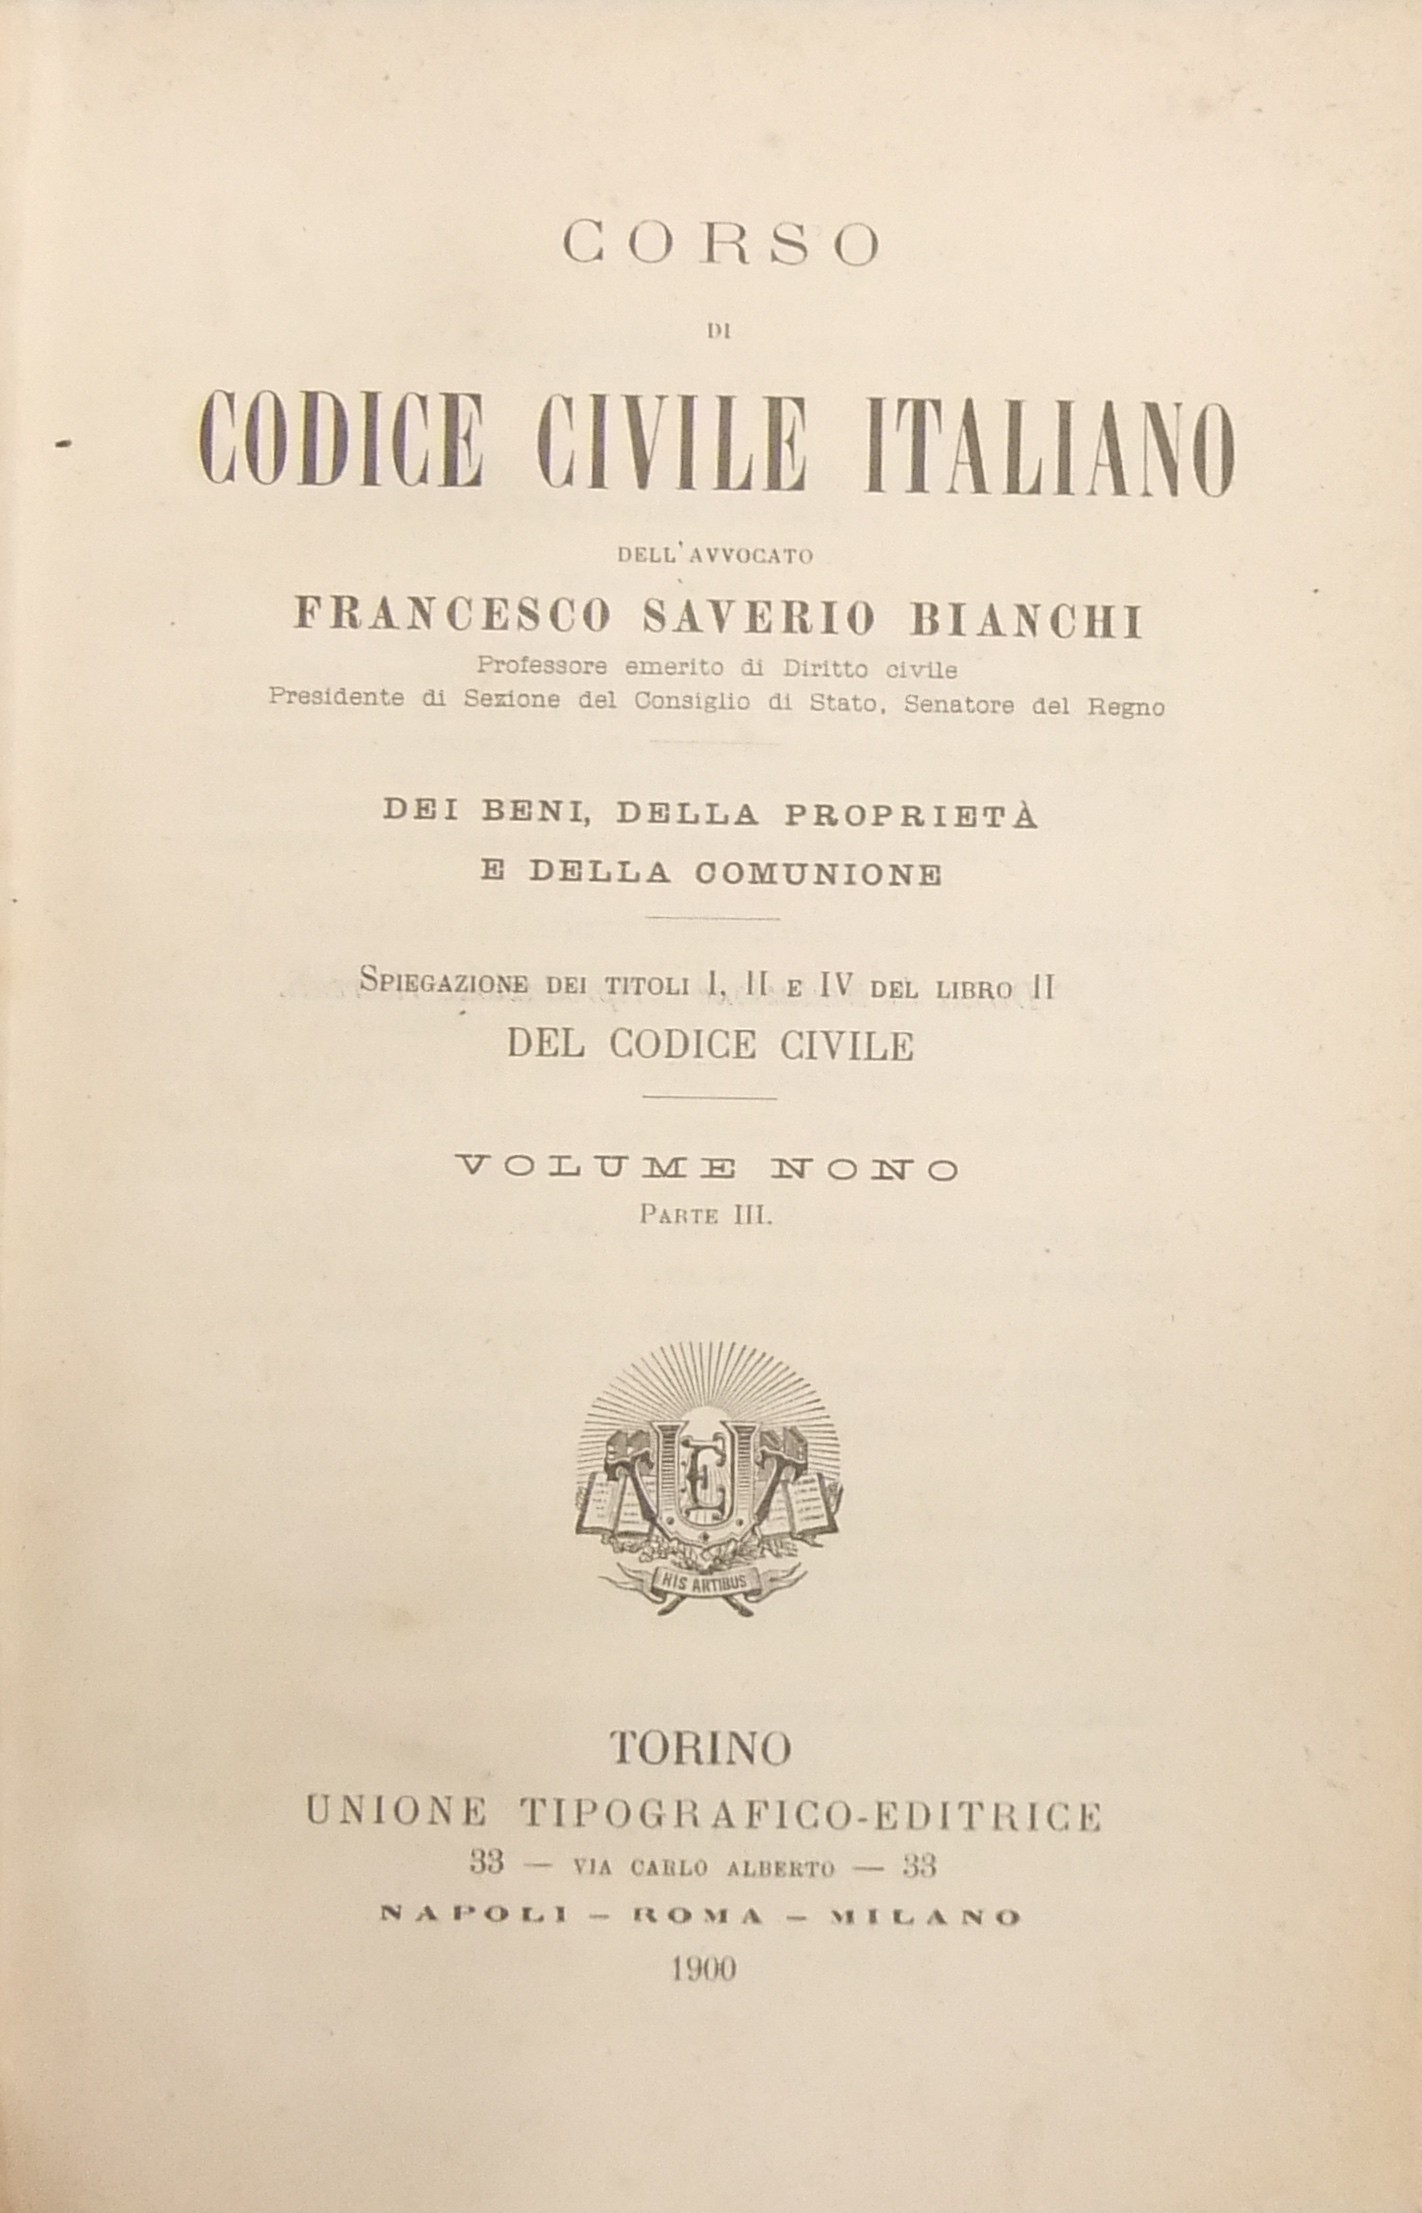 CORSO
DI
CODICE CIVILE ITALIANO
DELL'AVVOCATO
FRANCESCO SAVERIO BIANCHI
Professore emerito di Diritto civile
Presidente di Sezione del Consiglio di Stato, Senatore del Regno
DEI BENI, DELLA PROPRIETÀ
E DELLA COMUNIONE
SPIEGAZIONE DEI TITOLI I, II E IV DEL LIBRO II
DEL CODICE CIVILE
VOLUME NONO
PARTE III.
UE
HIS ARTIBUS
TORINO
UNIONE TIPOGRAFICO-EDITRICE
33 — VIA CARLO ALBERTO — 33
NAPOLI – ROMA – MILANO
1900